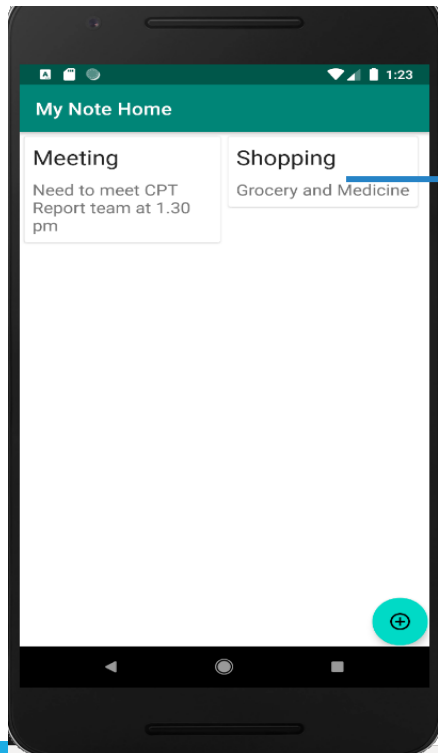 1:23
My Note Home
Meeting
Need to meet CPT
Report team at 1.30
pm
Shopping
Grocery and Medicine